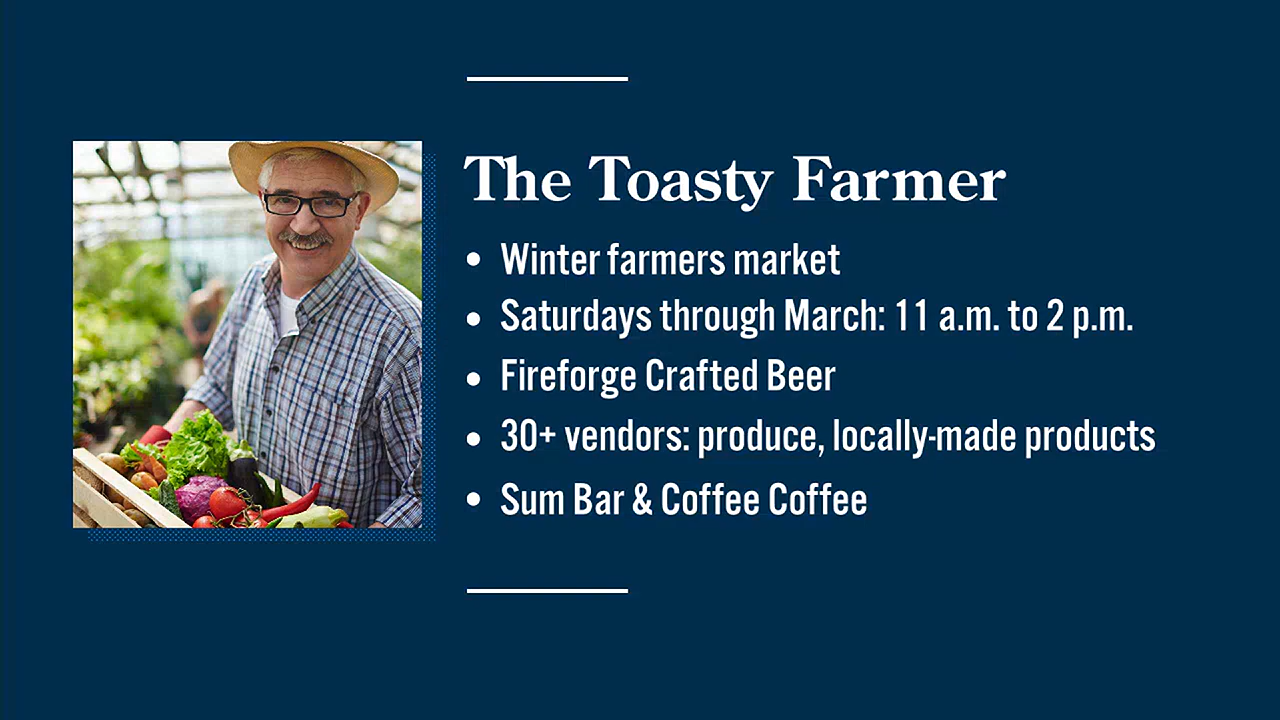 The Toasty Farmer
• Winter farmers market
• Saturdays through March: 11 a.m. to 2 p.m.
• Fireforge Crafted Beer
• 30+ vendors: produce, locally-made products
• Sum Bar & Coffee Coffee